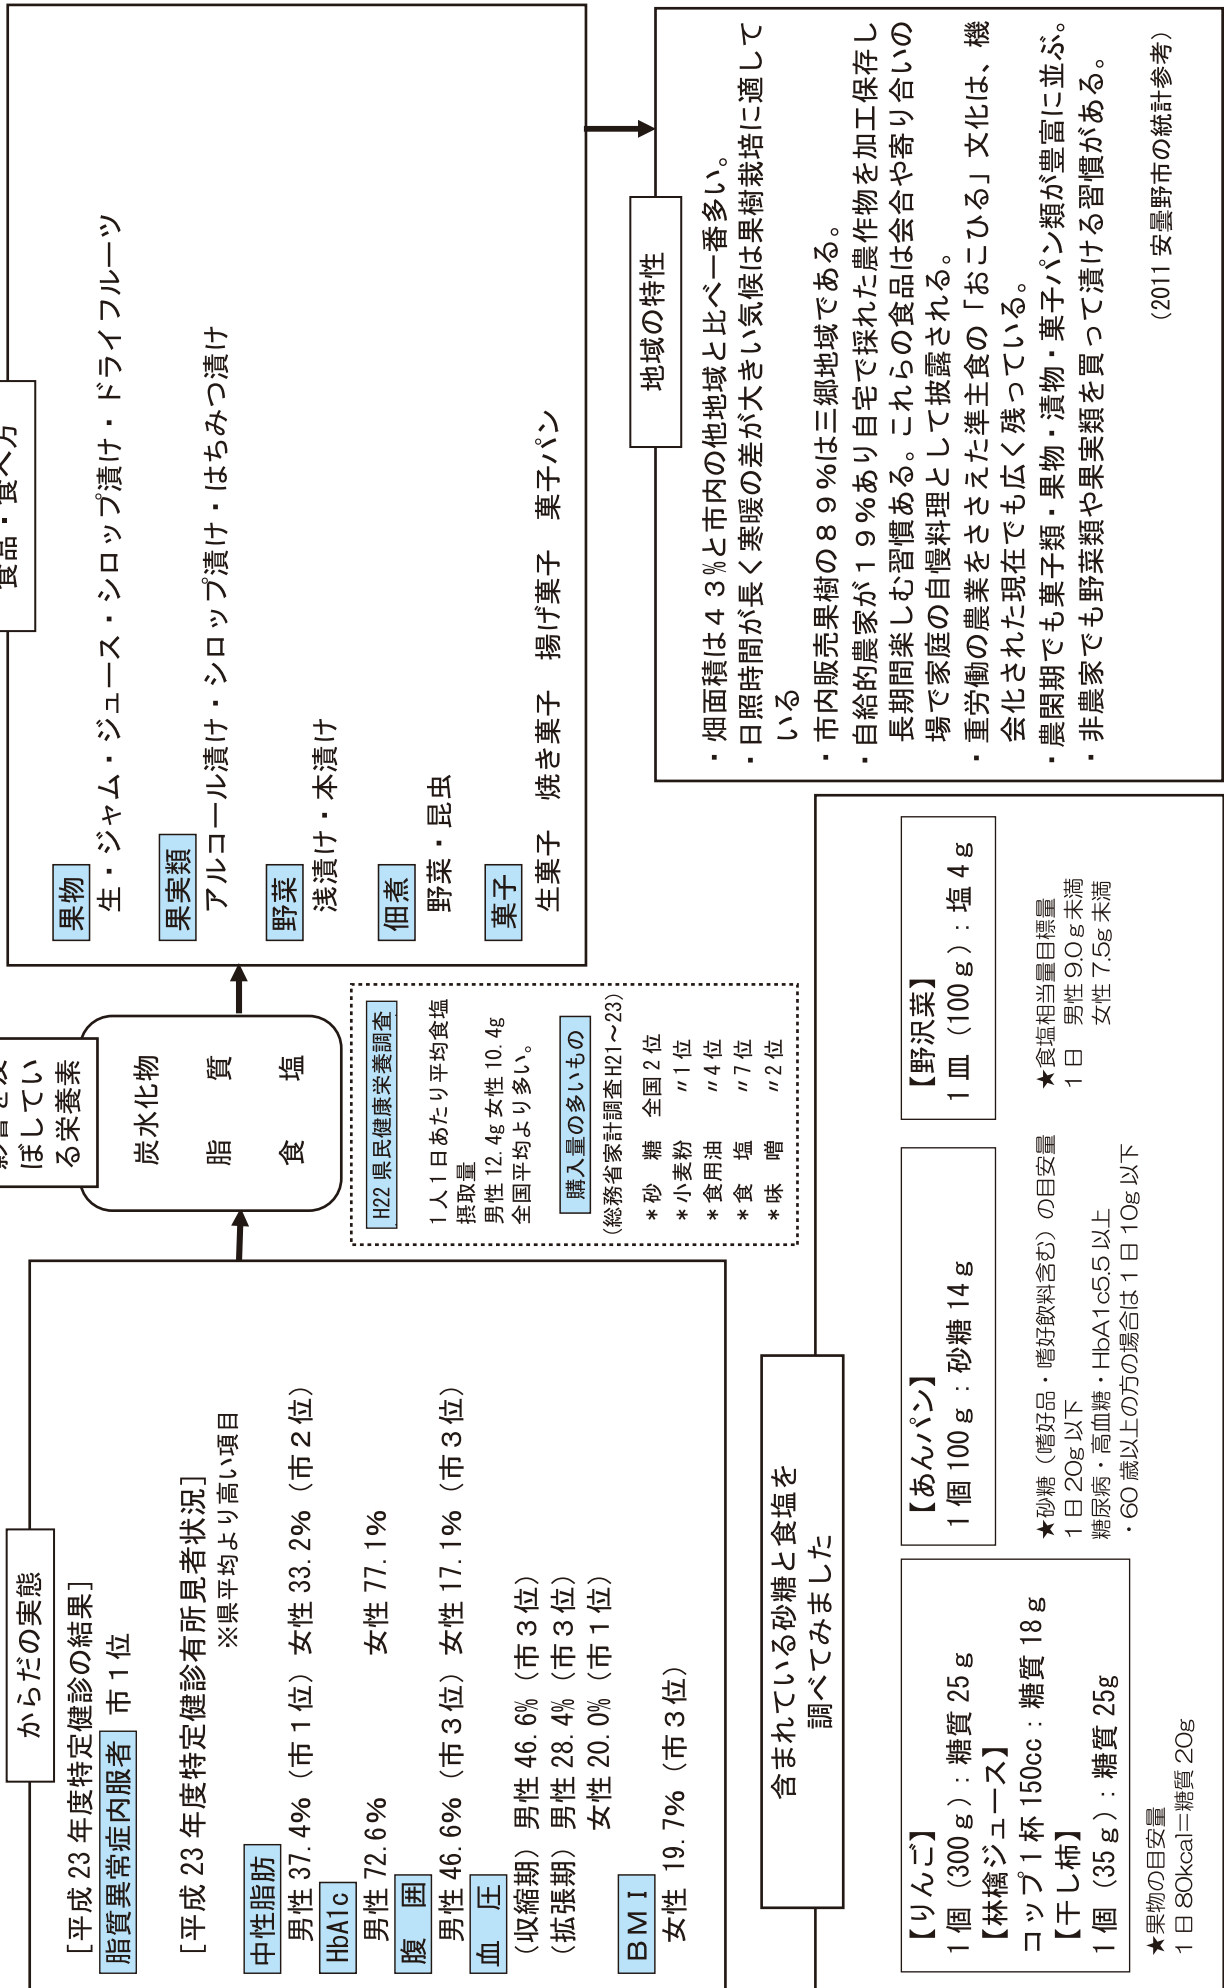 からだの実態
[平成 23 年度特定健診の結果]
脂質異常症内服者 市１位
[平成 23 年度特定健診有所見者状況]
※県平均より高い項目
中性脂肪
男性 37.4%（市１位）女性 33.2%（市２位）
HbA1c
男性 72.6% 女性 77.1%
腹 囲
男性 46.6%（市３位）女性 17.1%（市３位）
血 圧
（収縮期）男性 46.6%（市３位）
（拡張期）男性 28.4%（市３位）
女性 20.0%（市１位）
ＢＭＩ
女性 19.7%（市３位）
ぼしてい
る栄養素
炭水化物
脂 質
食 塩
H22 県民健康栄養調査
1人1日あたり平均食塩
摂取量
男性 12.4g 女性 10.4g
全国平均より多い。
購入量の多いもの
(総務省家計調査H21～23)
＊砂 糖 全国２位
＊小麦粉 〃１位
＊食用油 〃４位
＊食 塩 〃７位
＊味 噌 〃２位
食品・食べ方
果物
生・ジャム・ジュース・シロップ漬け・ドライフルーツ
果実類
アルコール漬け・シロップ漬け・はちみつ漬け
野菜
浅漬け・本漬け
佃煮
野菜・昆虫
菓子
生菓子 焼き菓子 揚げ菓子 菓子パン
地域の特性
・畑面積は４３％と市内の他地域と比べ一番多い。
・日照時間が長く寒暖の差が大きい気候は果樹栽培に適して
いる
・市内販売果樹の８９％は三郷地域である。
・自給的農家が１９％あり自宅で採れた農作物を加工保存し
長期間楽しむ習慣ある。これらの食品は会合や寄り合いの
場で家庭の自慢料理として披露される。
・重労働の農業をささえた準主食の「おこひる」文化は、機
会化された現在でも広く残っている。
・農閑期でも菓子類・果物・漬物・菓子パン類が豊富に並ぶ。
・非農家でも野菜類や果実類を買って漬ける習慣がある。
（2011 安曇野市の統計参考）
含まれている砂糖と食塩を
調べてみました
【りんご】
１個（300ｇ）：糖質 25ｇ
【林檎ジュース】
コップ１杯 150cc：糖質 18ｇ
【干し柿】
１個（35ｇ）：糖質 25g
★果物の目安量
１日 80kcal＝糖質 20g
【あんパン】
１個 100ｇ：砂糖 14ｇ
★砂糖（嗜好品・嗜好飲料含む）の目安量
１日 20g 以下
糖尿病・高血糖・HbA1c5.5 以上
・60 歳以上の方の場合は１日 10g 以下
【野沢菜】
１皿（100ｇ）：塩４ｇ
★食塩相当量目標量
１日 男性 9.0ｇ未満
女性 7.5g 未満